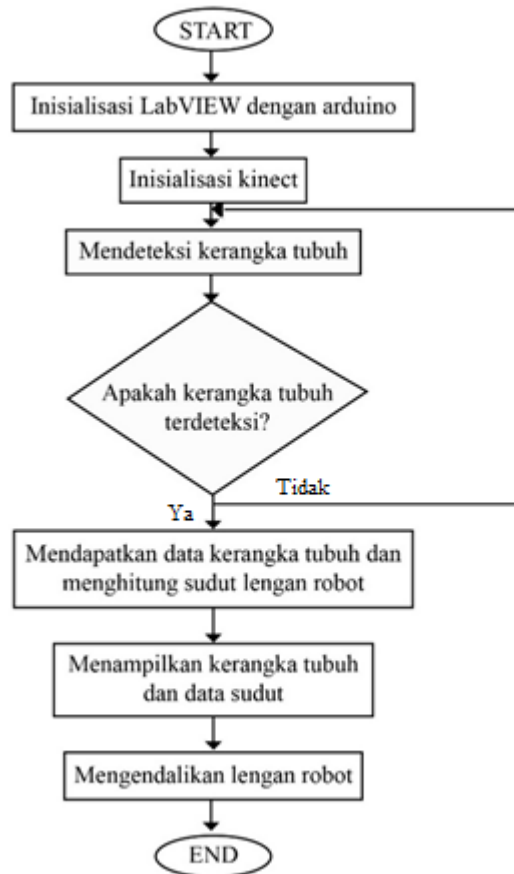 START
Inisialisasi LabVIEW dengan arduino
Inisialisasi kinect
Mendeteksi kerangka tubuh
Apakah kerangka tubuh
terdeteksi?
Tidak
Ya
Mendapatkan data kerangka tubuh dan
menghitung sudut lengan robot
Menampilkan kerangka tubuh
dan data sudut
Mengendalikan lengan robot
END